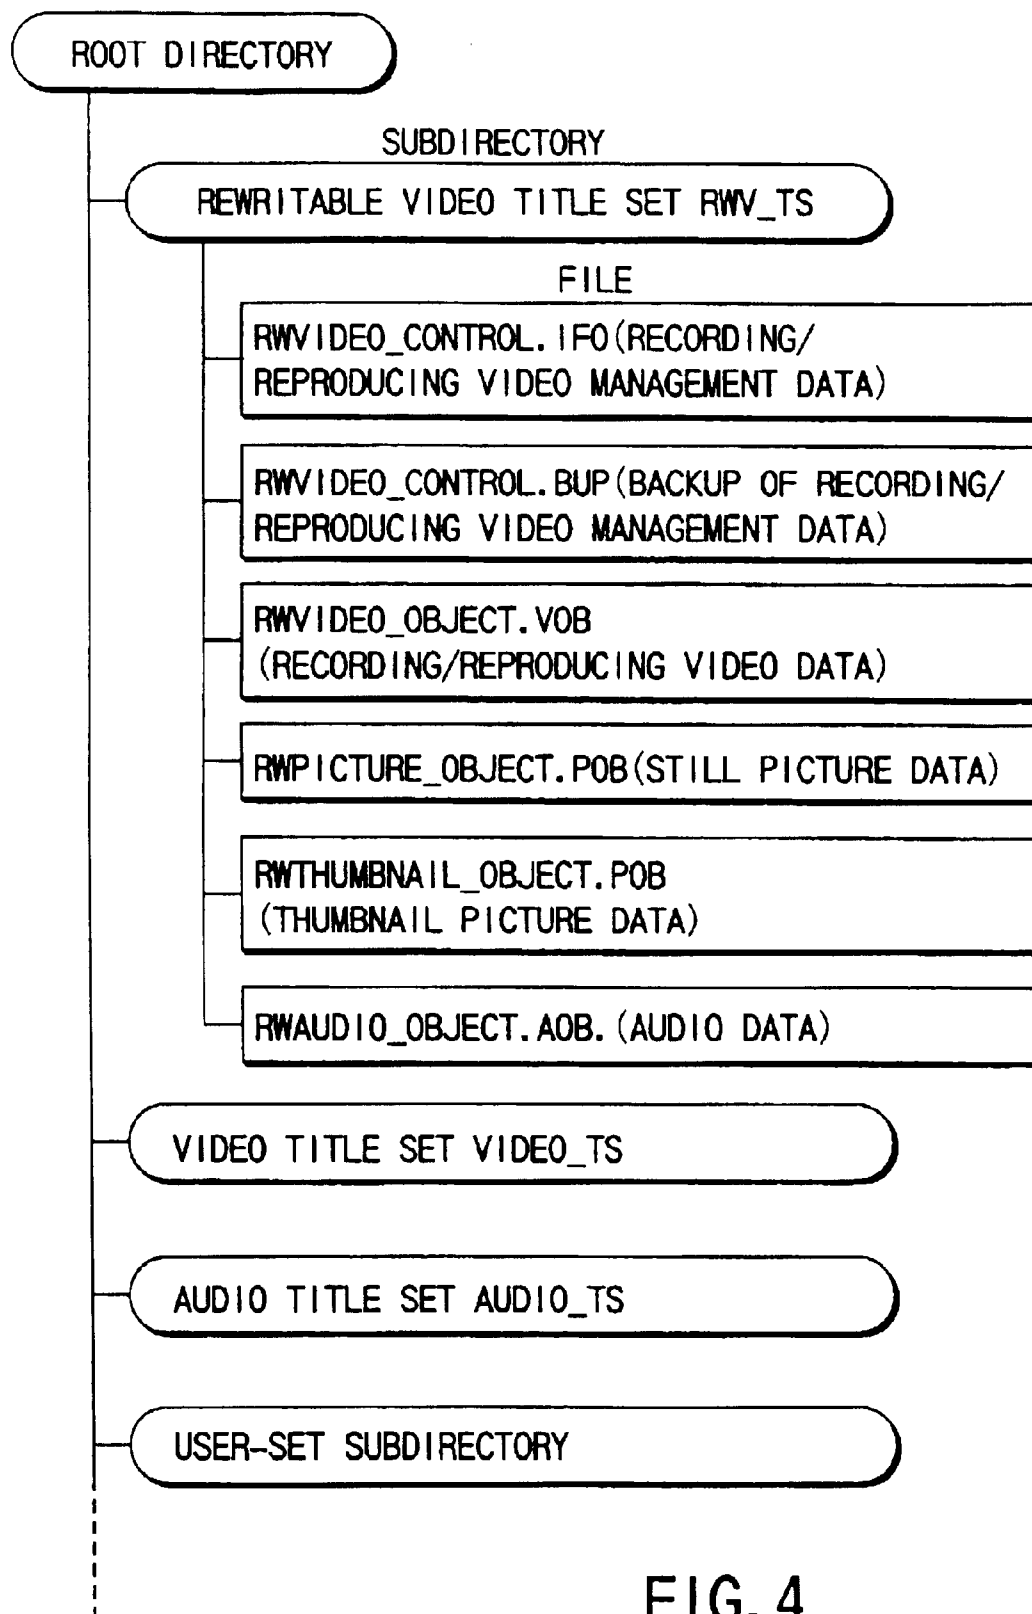 ROOT DIRECTORY
SUBDIRECTORY
REWRITABLE VIDEO TITLE SET RWV_TS
FILE
RWVIDEO_CONTROL.IFO(RECORDING/
REPRODUCING VIDEO MANAGEMENT DATA)
RWVIDEO_CONTROL.BUP(BACKUP OF RECORDING/
REPRODUCING VIDEO MANAGEMENT DATA)
RWVIDEO_OBJECT.VOB
(RECORDING/REPRODUCING VIDEO DATA)
RWPICTURE_OBJECT.POB(STILL PICTURE DATA)
RWTHUMBNAIL_OBJECT.POB
(THUMBNAIL PICTURE DATA)
RWAUDIO_OBJECT.AOB.(AUDIO DATA)
VIDEO TITLE SET VIDEO_TS
AUDIO TITLE SET AUDIO_TS
USER-SET SUBDIRECTORY
FIG. 4